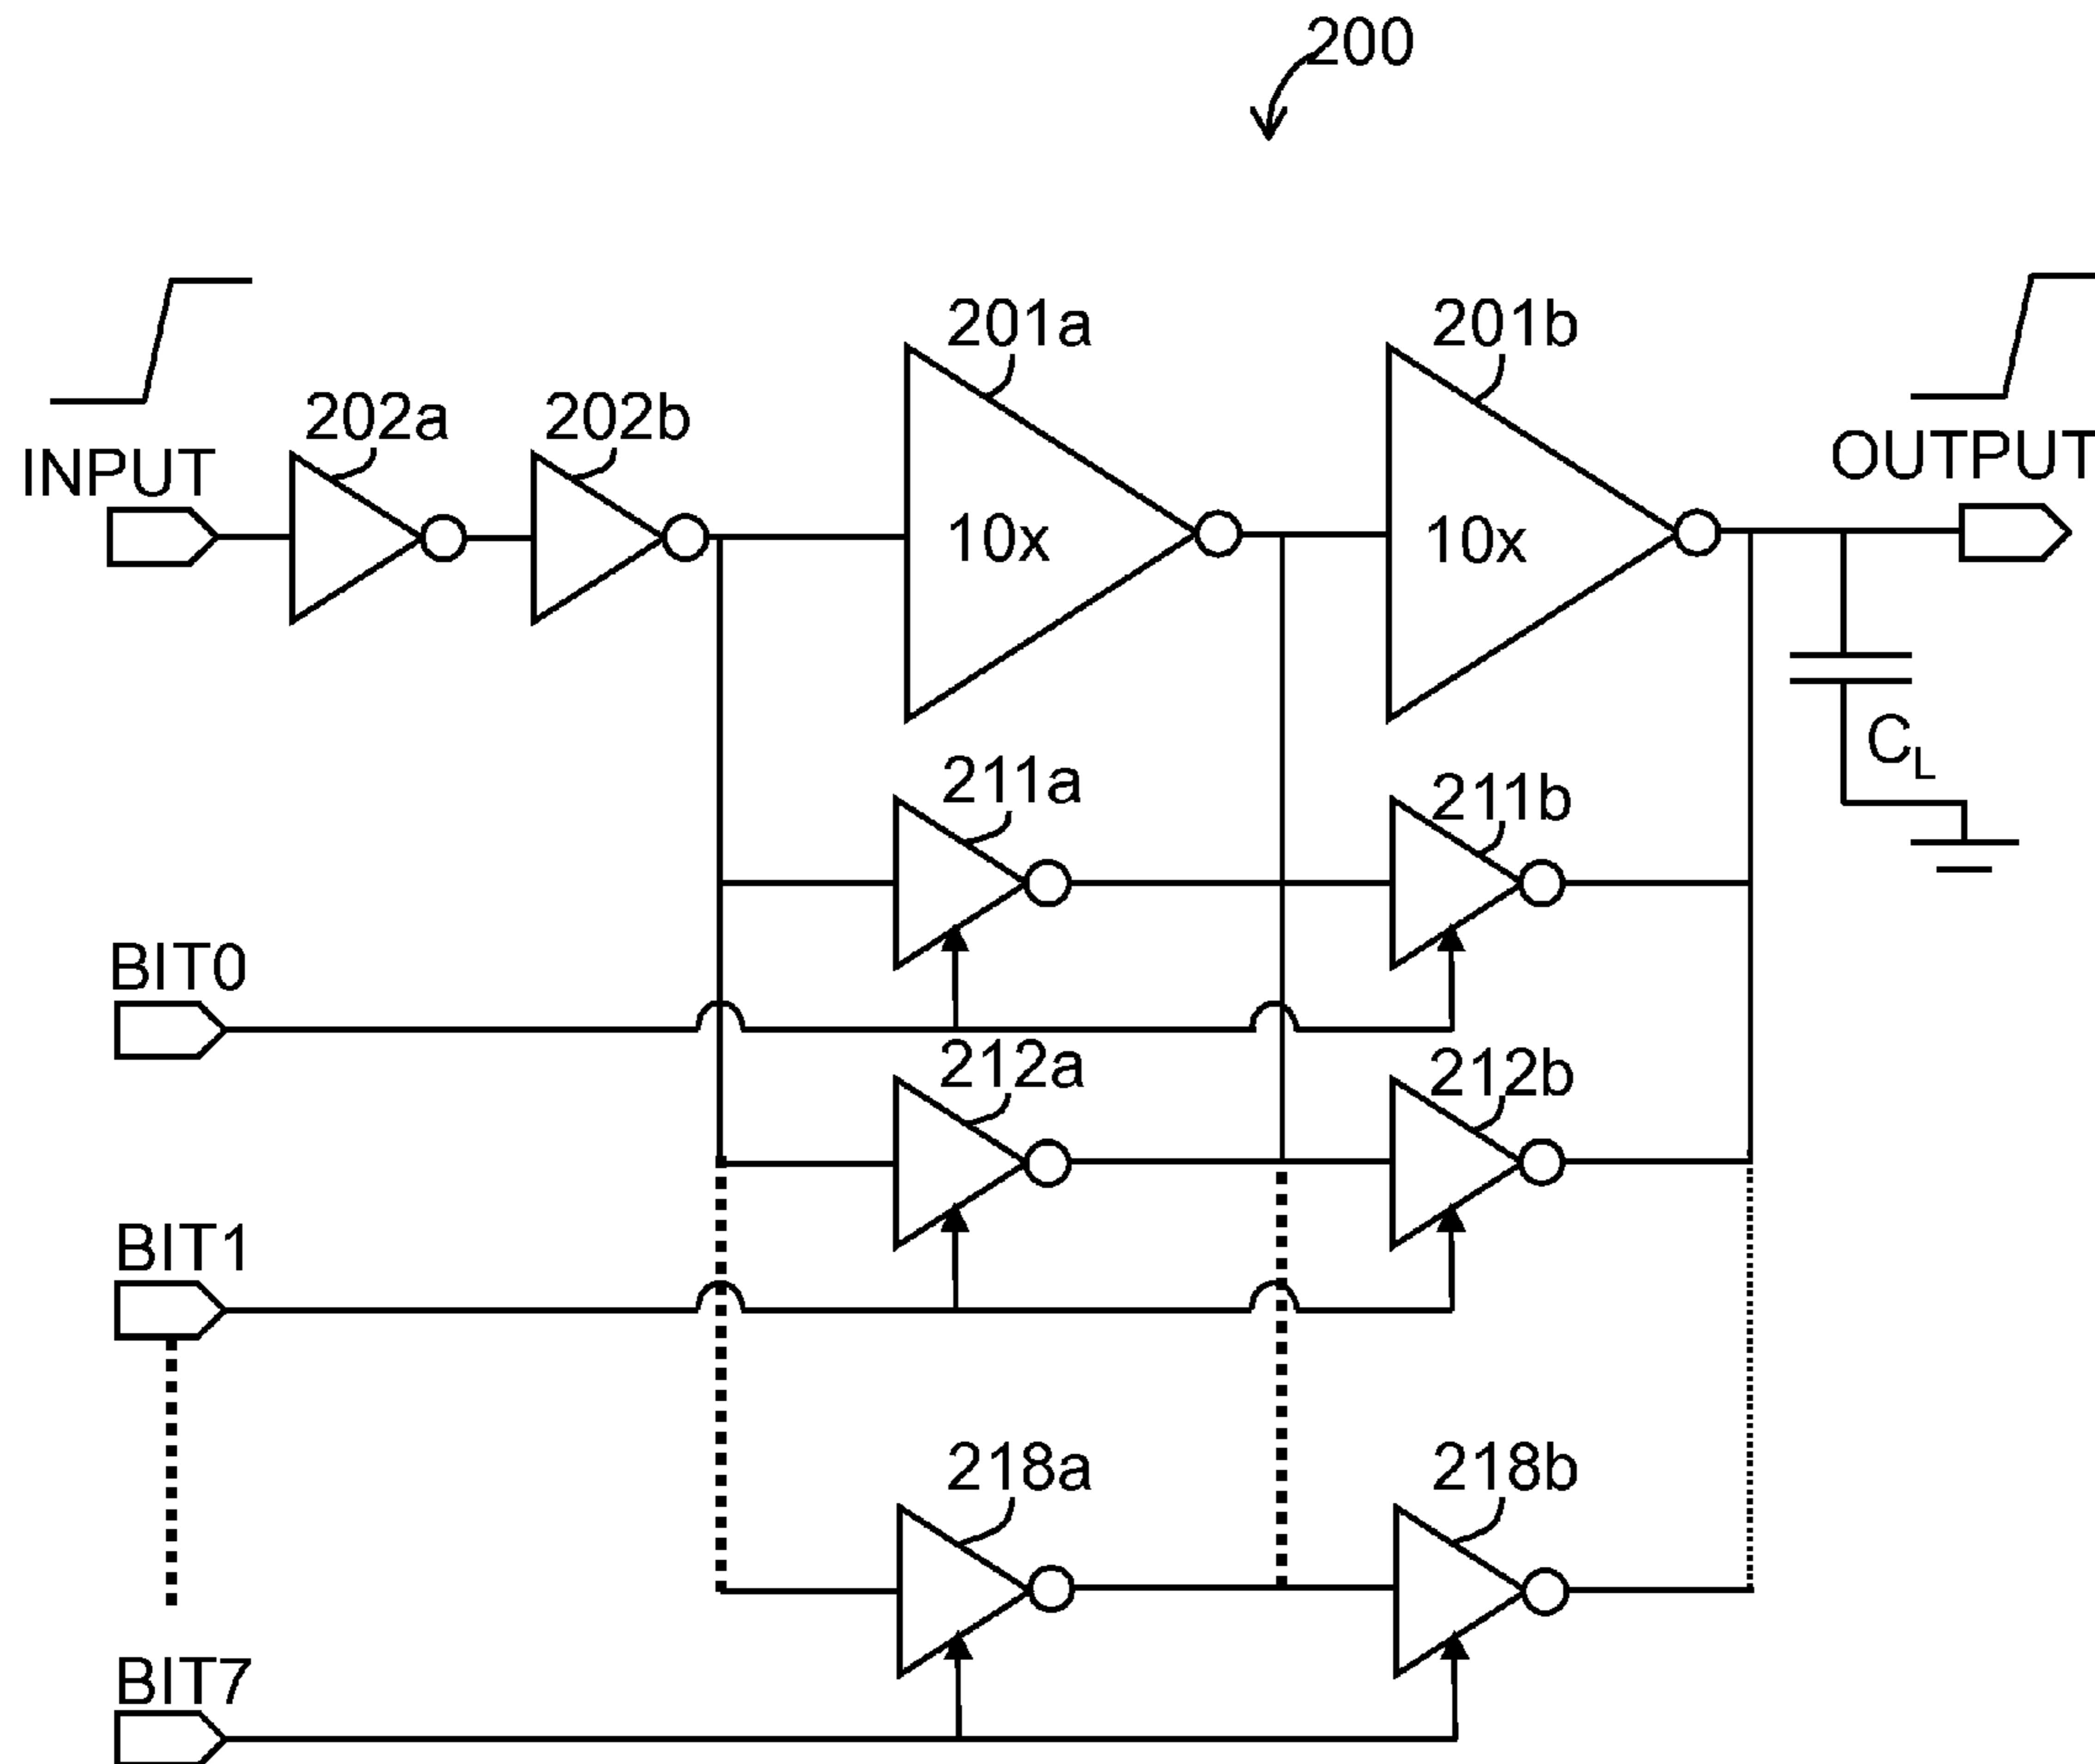 200
201a
201b
202a
202b
INPUT
OUTPUT
10x
10x
CL
211a
211b
BIT0
212a
212b
BIT1
218a
218b
BIT7